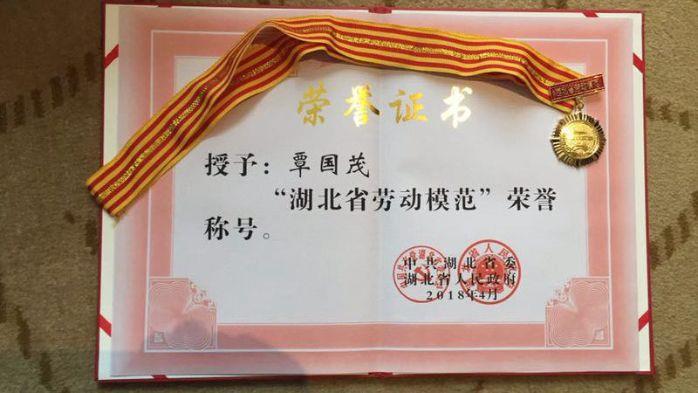 荣誉证书
授予：覃国茂
“湖北省劳动模范”荣誉
称号。
中共湖北省委
湖北省人民政府
2018年4月